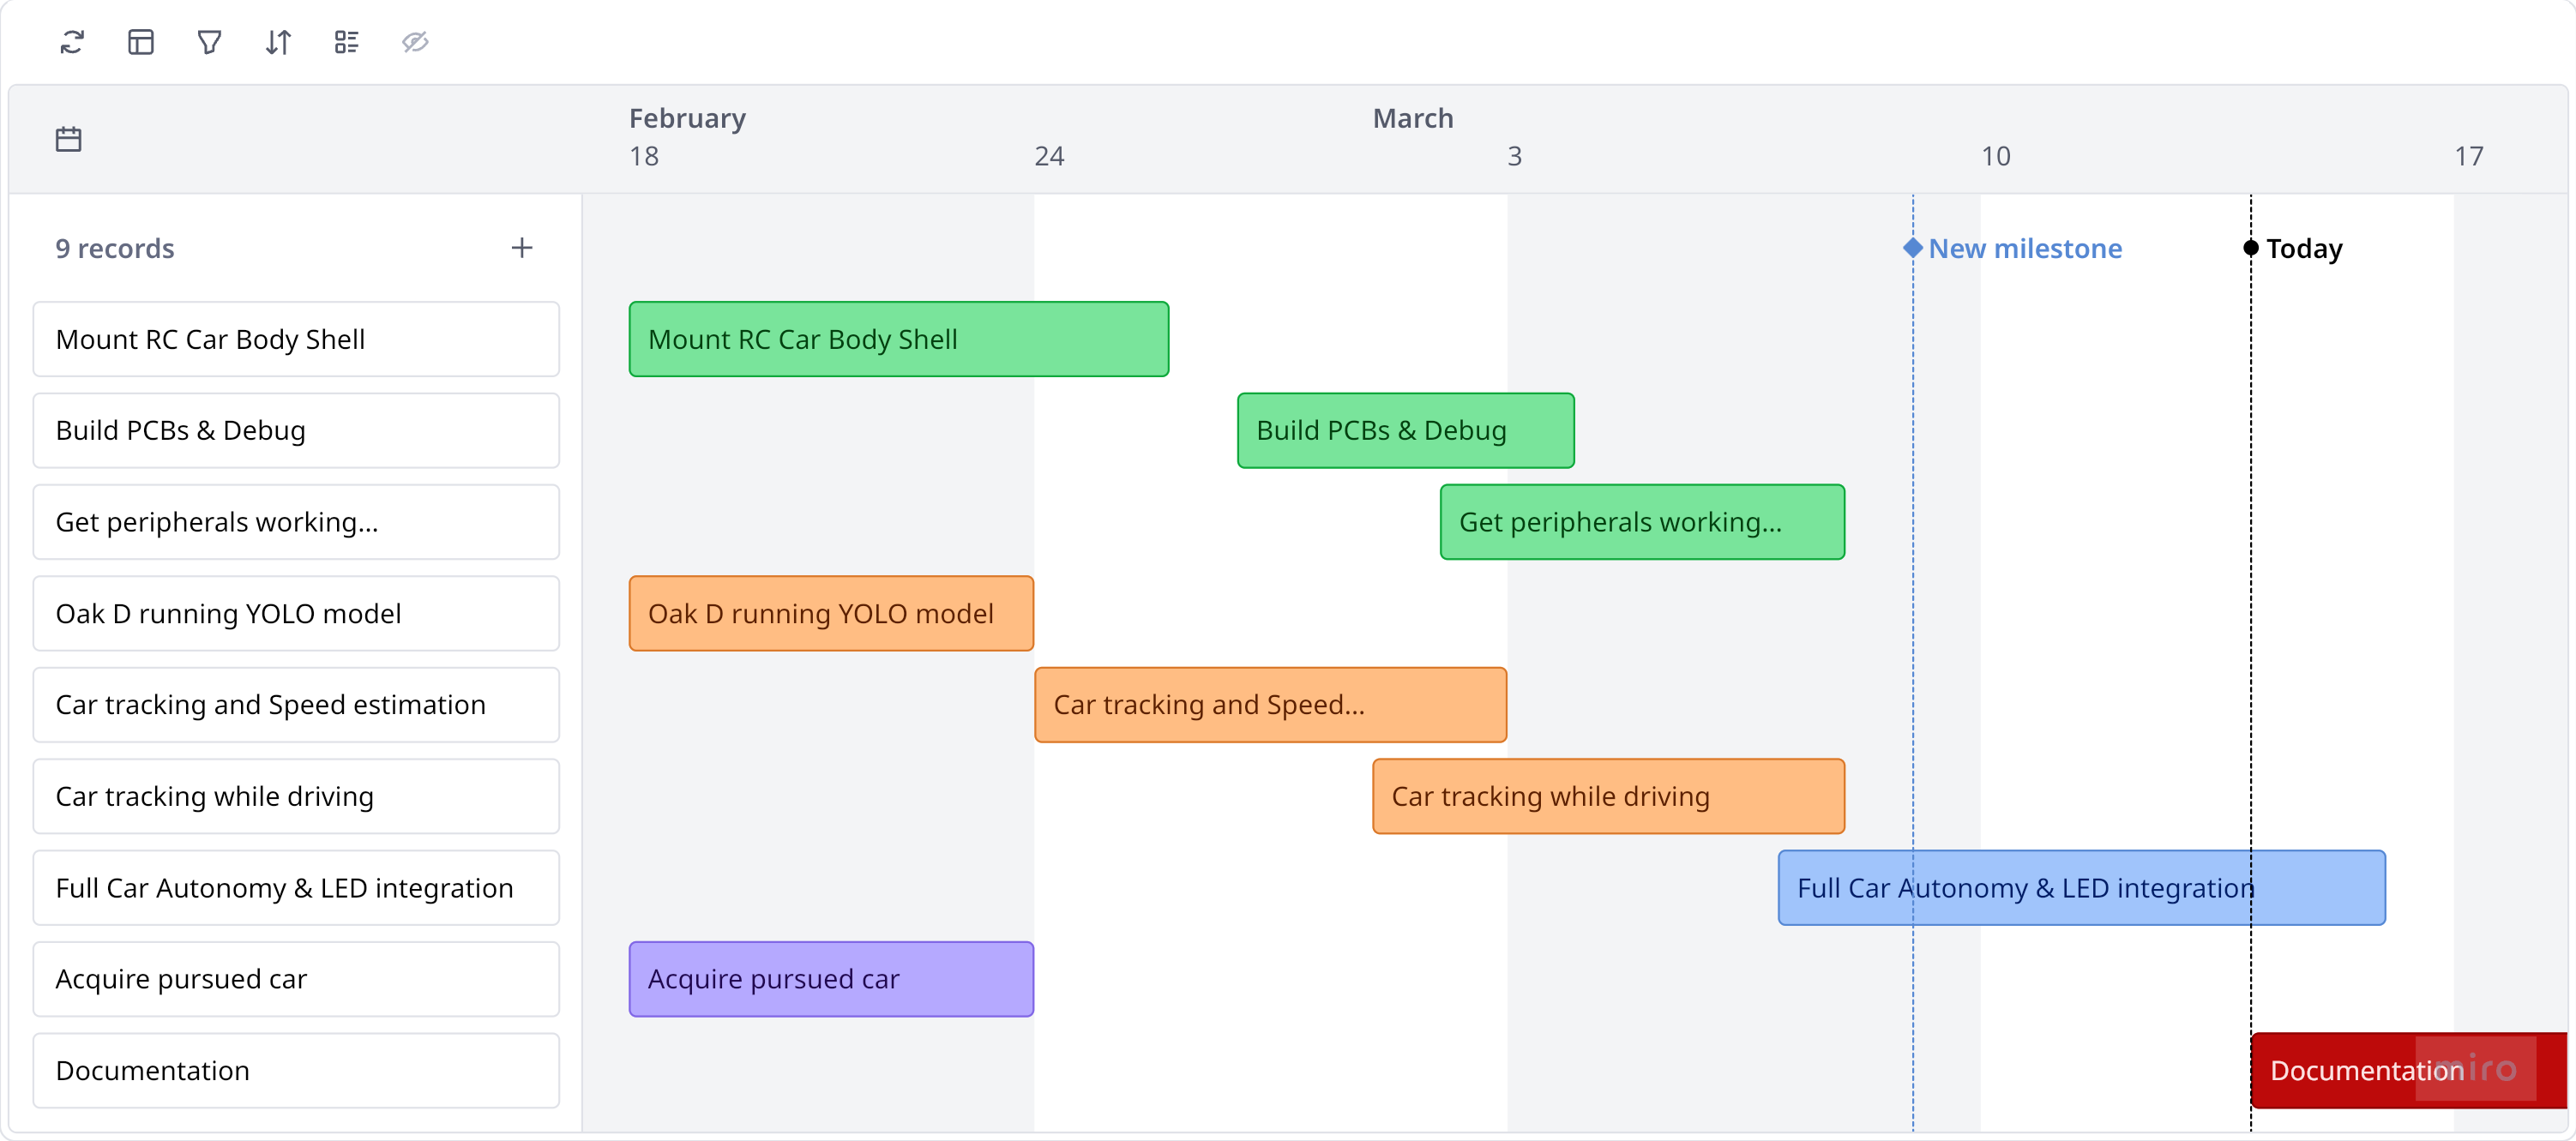 February
March
18
24
3
10
17
9 records
New milestone
Today
Mount RC Car Body Shell
Mount RC Car Body Shell
Build PCBs & Debug
Build PCBs & Debug
Get peripherals working...
Get peripherals working...
Oak D running YOLO model
Oak D running YOLO model
Car tracking and Speed estimation
Car tracking and Speed...
Car tracking while driving
Car tracking while driving
Full Car Autonomy & LED integration
Full Car Autonomy & LED integration
Acquire pursued car
Acquire pursued car
Documentation
Documentation
miro